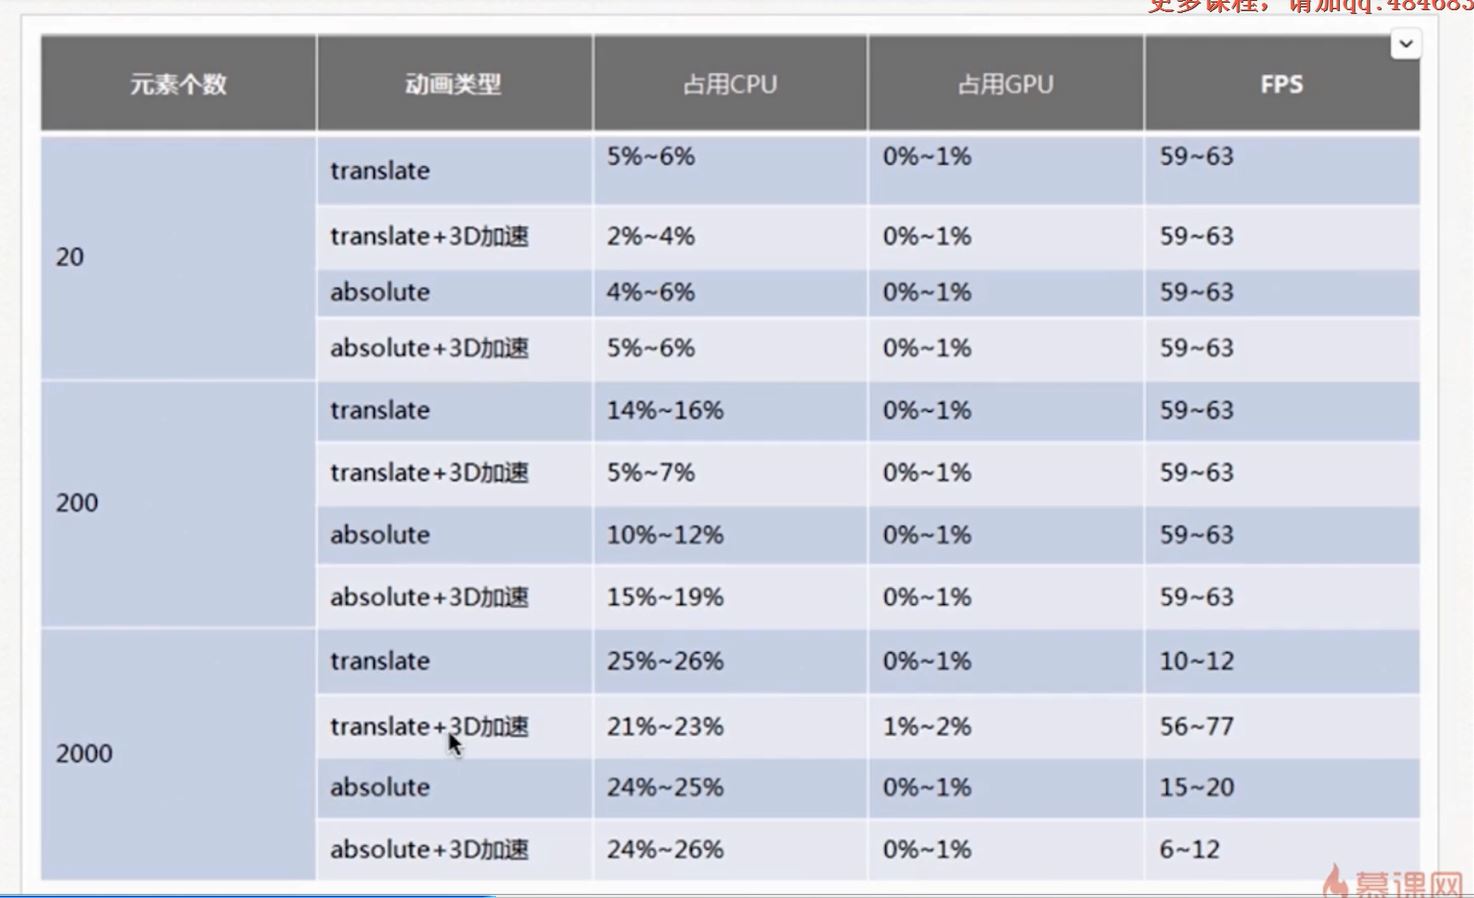 更多课程，请加qq:484683
元素个数 动画类型 占用CPU 占用GPU FPS
20 translate 5%~6% 0%~1% 59~63
translate+3D加速 2%~4% 0%~1% 59~63
absolute 4%~6% 0%~1% 59~63
absolute+3D加速 5%~6% 0%~1% 59~63
200 translate 14%~16% 0%~1% 59~63
translate+3D加速 5%~7% 0%~1% 59~63
absolute 10%~12% 0%~1% 59~63
absolute+3D加速 15%~19% 0%~1% 59~63
2000 translate 25%~26% 0%~1% 10~12
translate+3D加速 21%~23% 1%~2% 56~77
absolute 24%~25% 0%~1% 15~20
absolute+3D加速 24%~26% 0%~1% 6~12
慕课网